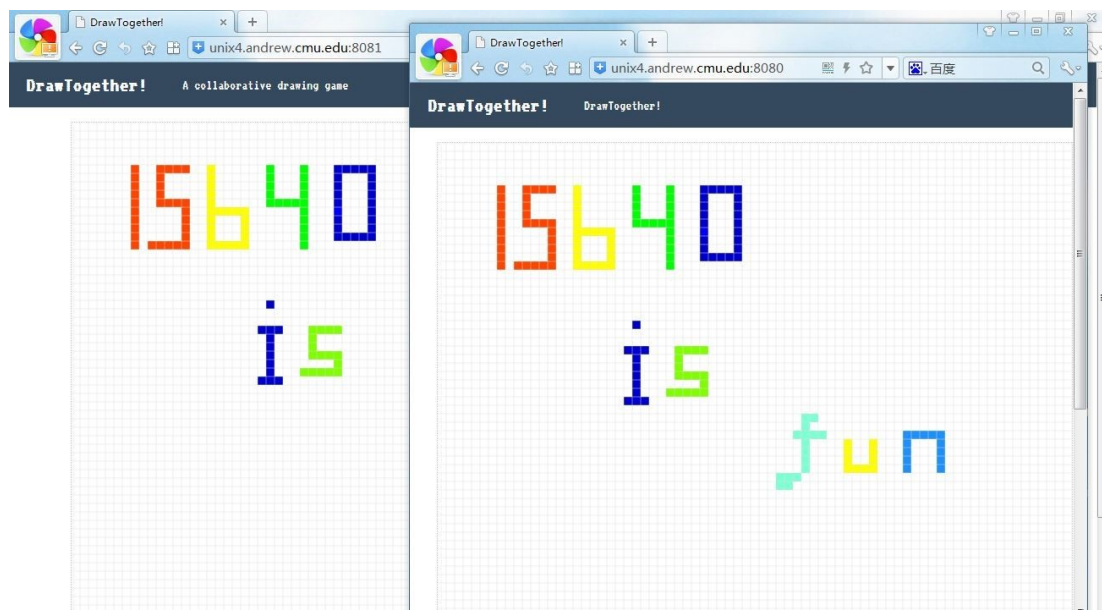 DrawTogether!
unix4.andrew.cmu.edu:8081
DrawTogether! A collaborative drawing game
15640
is
DrawTogether!
unix4.andrew.cmu.edu:8080 百度
DrawTogether! DrawTogether!
15640
is
fun